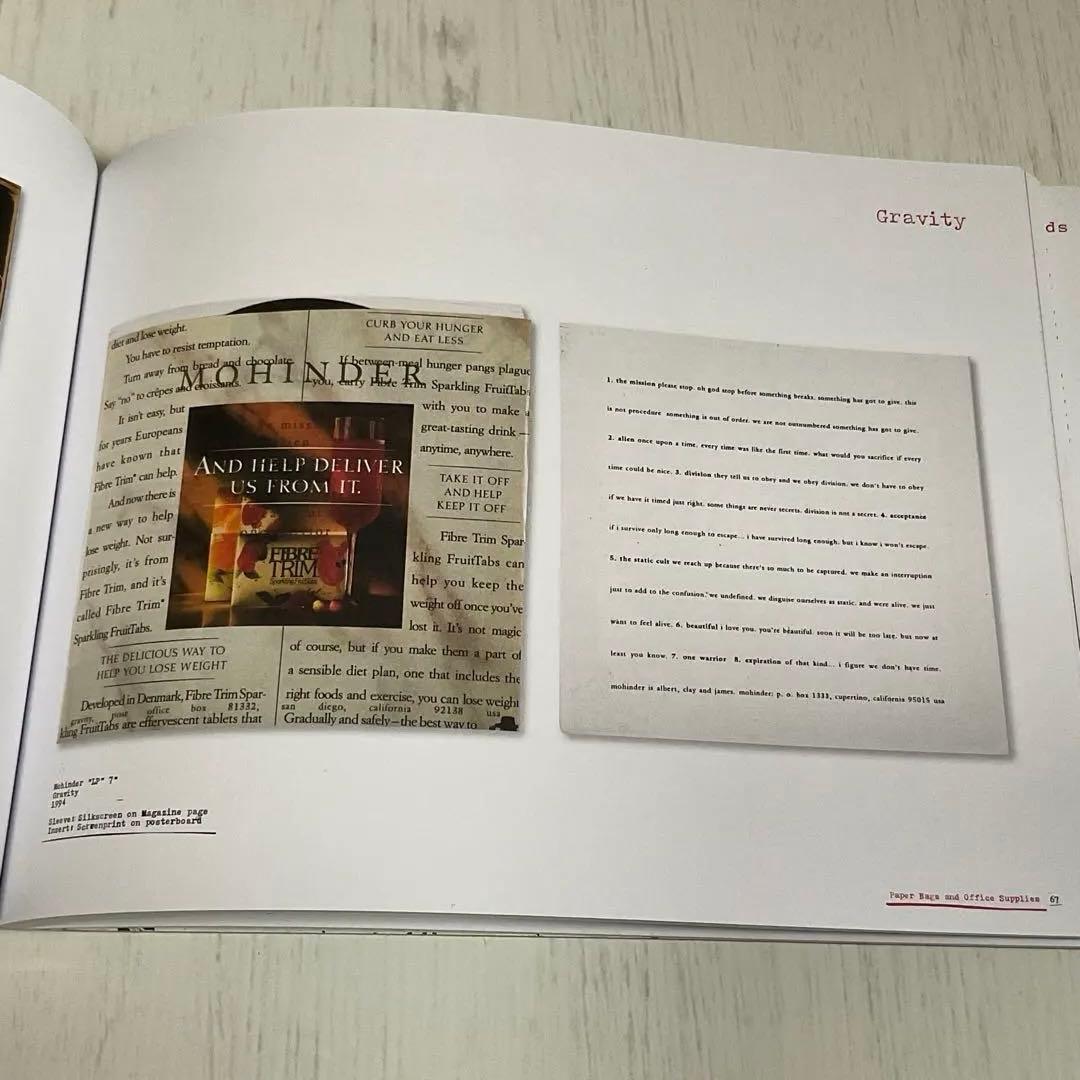 Gravity
ds
diet and lose weight.
You have to resist temptation.
Turn away from bread and chocolate.
Say "no" to crêpes and croissants.
MOHINDER
It isn't easy, but
for years Europeans
have known that
Fibre Trim® can help.
And now there is
a new way to help
lose weight. Not sur-
prisingly, it's from
Fibre Trim, and it's
called Fibre Trim®
Sparkling FruitTabs.
THE DELICIOUS WAY TO
HELP YOU LOSE WEIGHT
Developed in Denmark, Fibre Trim Spar-
gravity, post office box 81332,
kling FruitTabs are effervescent tablets that
AND HELP DELIVER
US FROM IT.
FIBRE
TRIM
Sparkling FruitTabs
CURB YOUR HUNGER
AND EAT LESS
If between-meal hunger pangs plague
you, carry Fibre Trim Sparkling FruitTabs
with you to make a
great-tasting drink—
anytime, anywhere.
TAKE IT OFF
AND HELP
KEEP IT OFF
Fibre Trim Spar-
kling FruitTabs can
help you keep the
weight off once you've
lost it. It's not magic
of course, but if you make them a part of
a sensible diet plan, one that includes the
right foods and exercise, you can lose weight
san diego, california 92138 usa
Gradually and safely—the best way to
1. the mission please stop. oh god stop before something breaks. something has got to give. this
is not procedure something is out of order. we are not outnumbered something has got to give.
2. alien once upon a time. every time was like the first time. what would you sacrifice if every
time could be nice. 3. division they tell us to obey and we obey division. we don't have to obey
if we have it timed just right. some things are never secrets. division is not a secret. 4. acceptance
if i survive only long enough to escape... i have survived long enough. but i know i won't escape.
5. the static cult we reach up because there's so much to be captured. we make an interruption
just to add to the confusion. we undefined. we disguise ourselves as static. and were alive. we just
want to feel alive. 6. beautiful i love you. you're beautiful. soon it will be too late. but now at
least you know. 7. one warrior 8. expiration of that kind... i figure we don't have time.
mohinder is albert, clay and james. mohinder: p. o. box 1333, cupertino, california 95015 usa
Mohinder "LP" 7"
Gravity
1994
Sleeve: Silkscreen on Magazine page
Insert: Screenprint on posterboard
Paper Bags and Office Supplies 67